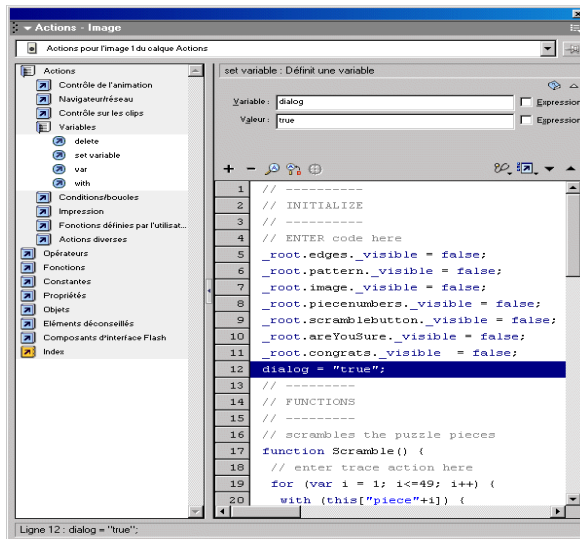 Actions - Image
Actions pour l'image 1 du calque Actions
Actions
Contrôle de l'animation
Navigateur/réseau
Contrôle sur les clips
Variables
delete
set variable
var
with
Conditions/boucles
Impression
Fonctions définies par l'utilisat...
Actions diverses
Opérateurs
Fonctions
Constantes
Propriétés
Objets
Eléments déconseillés
Composants d'interface Flash
Index
set variable : Définit une variable
Variable : dialog Expression
Valeur : true Expression
1 // ----------
2 // INITIALIZE
3 // ----------
4 // ENTER code here
5 _root.edges._visible = false;
6 _root.pattern._visible = false;
7 _root.image._visible = false;
8 _root.piecenumbers._visible = false;
9 _root.scramblebutton._visible = false;
10 _root.areYouSure._visible = false;
11 _root.congrats._visible  = false;
12 dialog = "true";
13 // ---------
14 // FUNCTIONS
15 // ---------
16 // scrambles the puzzle pieces
17 function Scramble() {
18 // enter trace action here
19 for (var i = 1; i<=49; i++) {
20 with (this["piece"+i]) {
Ligne 12 : dialog = "true";